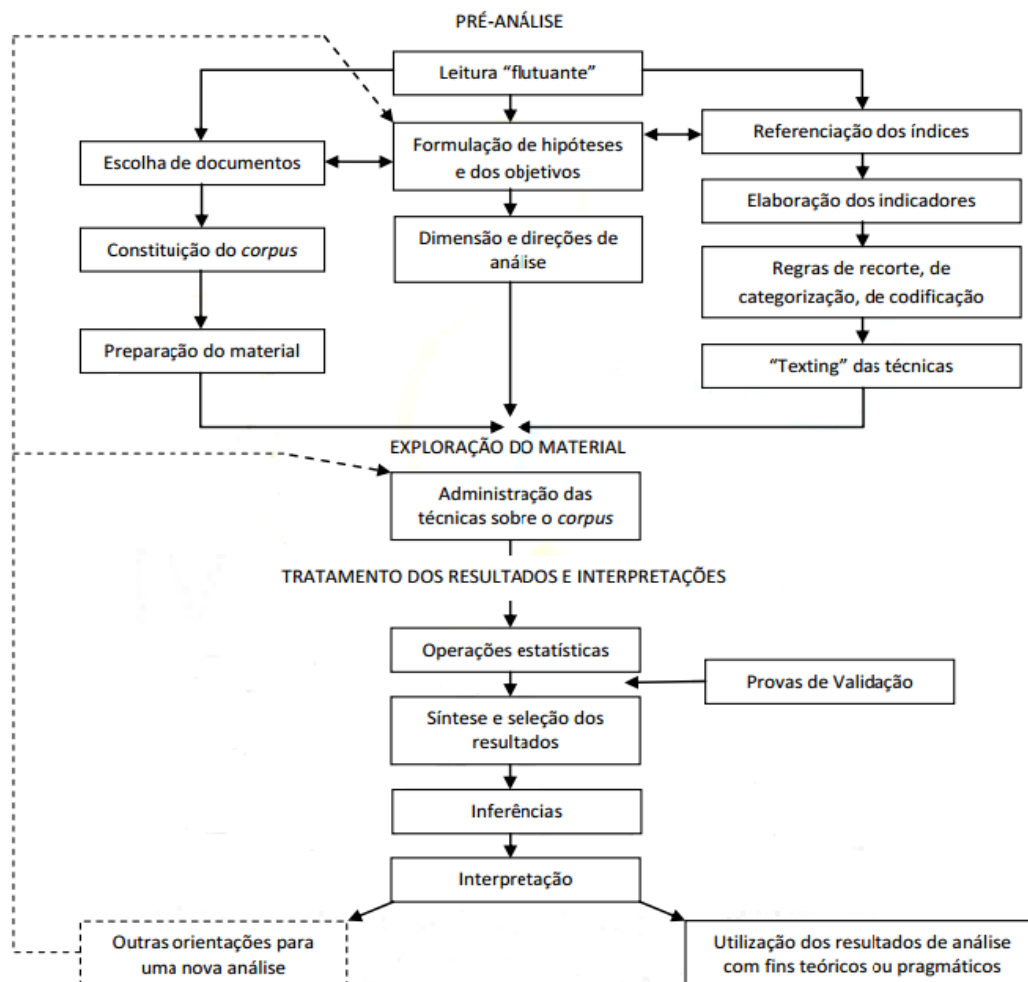 PRÉ-ANÁLISE
Leitura “flutuante”
Escolha de documentos
Formulação de hipóteses
e dos objetivos
Referenciação dos índices
Elaboração dos indicadores
Constituição do corpus
Dimensão e direções de
análise
Regras de recorte, de
categorização, de codificação
Preparação do material
“Texting” das técnicas
EXPLORAÇÃO DO MATERIAL
Administração das
técnicas sobre o corpus
TRATAMENTO DOS RESULTADOS E INTERPRETAÇÕES
Operações estatísticas
Provas de Validação
Síntese e seleção dos
resultados
Inferências
Interpretação
Outras orientações para
uma nova análise
Utilização dos resultados de análise
com fins teóricos ou pragmáticos